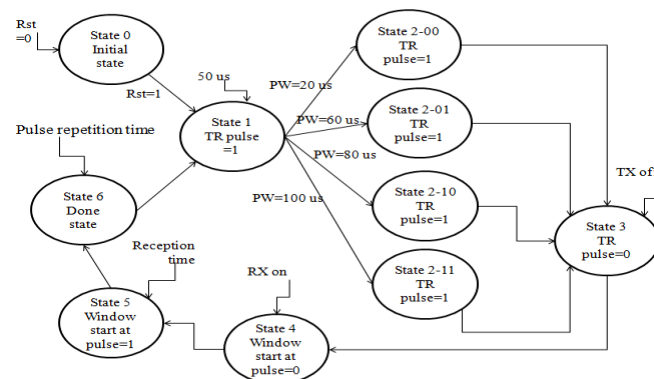 Rst
=0
State 0
Initial
state
Rst=1
50 us
State 1
TR pulse
=1
PW=20 us
PW=60 us
PW=80 us
PW=100 us
State 2-00
TR
pulse=1
State 2-01
TR
pulse=1
State 2-10
TR
pulse=1
State 2-11
TR
pulse=1
TX of
State 3
TR
pulse=0
RX on
State 4
Window
start at
pulse=0
Reception
time
State 5
Window
start at
pulse=1
Pulse repetition time
State 6
Done
state